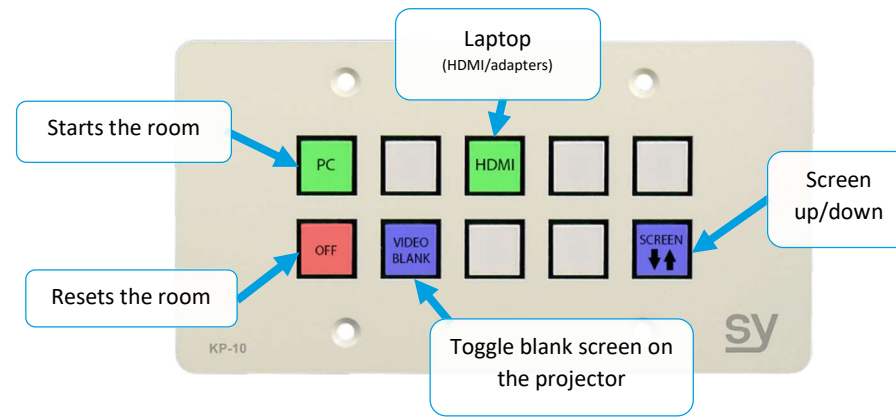 Laptop
(HDMI/adapters)
Starts the room
PC
HDMI
Screen
up/down
OFF
VIDEO
BLANK
SCREEN
Resets the room
Toggle blank screen on
the projector
KP-10
sy